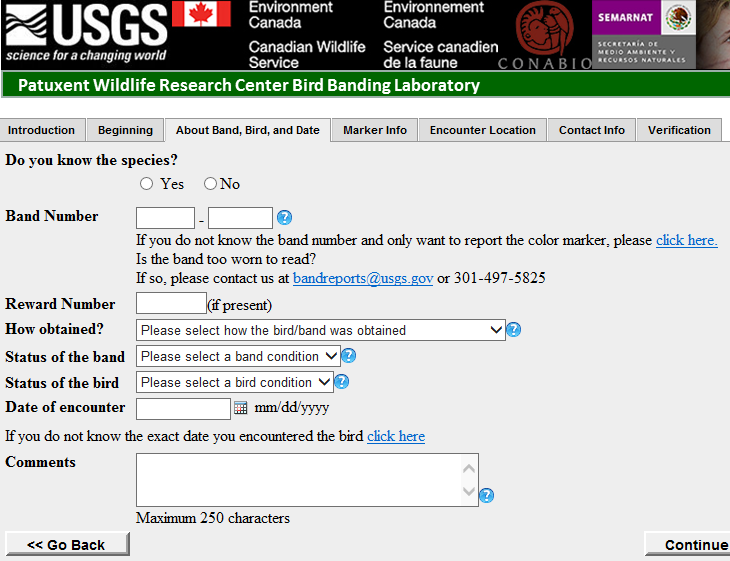 USGS
science for a changing world
Environment
Canada
Canadian Wildlife
Service
Environnement
Canada
Service canadien
de la faune
CONABIO
SEMARNAT
SECRETARÍA DE
MEDIO AMBIENTE Y
RECURSOS NATURALES
Patuxent Wildlife Research Center Bird Banding Laboratory
Introduction Beginning About Band, Bird, and Date Marker Info Encounter Location Contact Info Verification
Do you know the species?
Yes No
Band Number - ?
If you do not know the band number and only want to report the color marker, please click here.
Is the band too worn to read?
If so, please contact us at bandreports@usgs.gov or 301-497-5825
Reward Number (if present)
How obtained? Please select how the bird/band was obtained ?
Status of the band Please select a band condition ?
Status of the bird Please select a bird condition ?
Date of encounter mm/dd/yyyy
If you do not know the exact date you encountered the bird click here
Comments ?
Maximum 250 characters
<< Go Back Continue